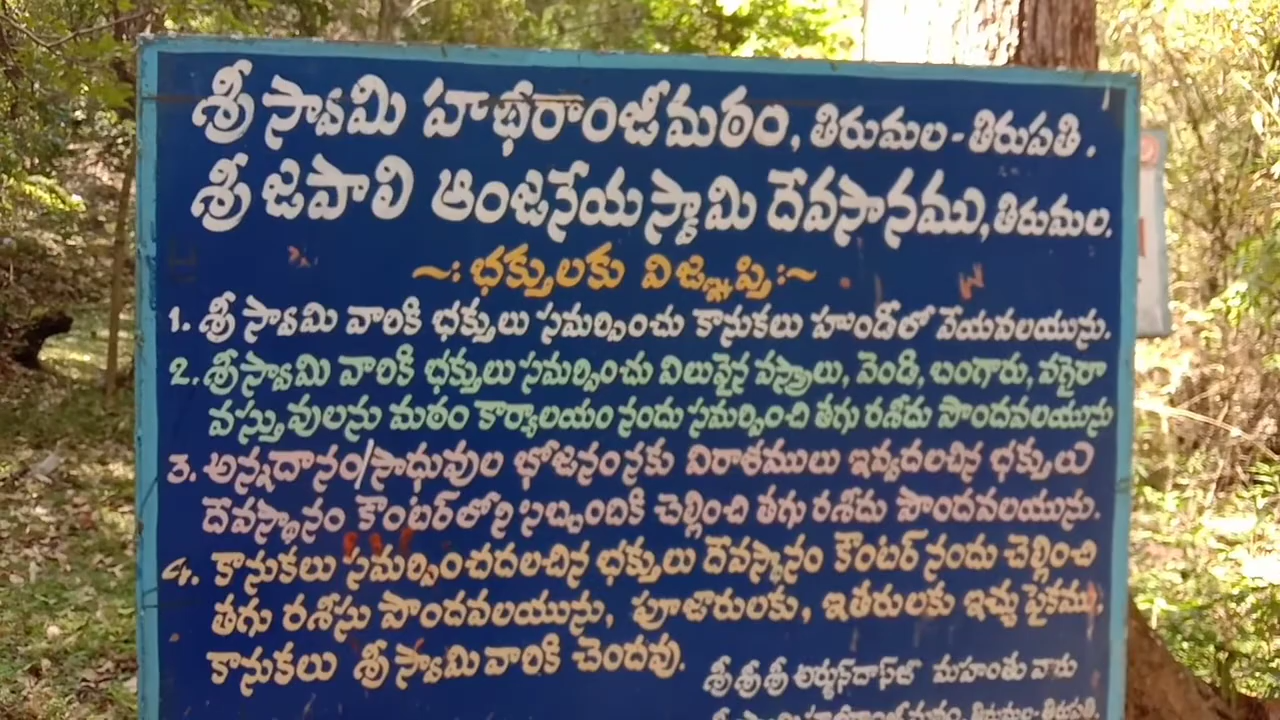 శ్రీ స్వామి హాథీరాంజీమఠం, తిరుమల - తిరుపతి.
శ్రీ జపాలి ఆంజనేయస్వామి దేవస్థానము, తిరుమల.
~: భక్తులకు విజ్ఞప్తి :~
1. శ్రీ స్వామి వారికి భక్తులు సమర్పించు కానుకలు హుండీలో వేయవలయును.
2. శ్రీస్వామి వారికి భక్తులు సమర్పించు విలువైన వస్త్రాలు, వెండి, బంగారు, వగైరా
వస్తువులను మఠం కార్యాలయం నందు సమర్పించి తగు రశీదు పొందవలయును
3. అన్నదానం/సాధువుల భోజనంనకు విరాళములు ఇవ్వదలచిన భక్తులు
దేవస్థానం కౌంటర్‌లోని సిబ్బందికి చెల్లించి తగు రశీదు పొందవలయును.
4. కానుకలు సమర్పించదలచిన భక్తులు దేవస్థానం కౌంటర్ నందు చెల్లించి
తగు రశీదు పొందవలయును, పూజారులకు, ఇతరులకు ఇచ్చు పైకము,
కానుకలు శ్రీ స్వామివారికి చెందవు.
శ్రీ శ్రీ శ్రీ అర్జున్‌దాస్‌జీ మహంతు వారు